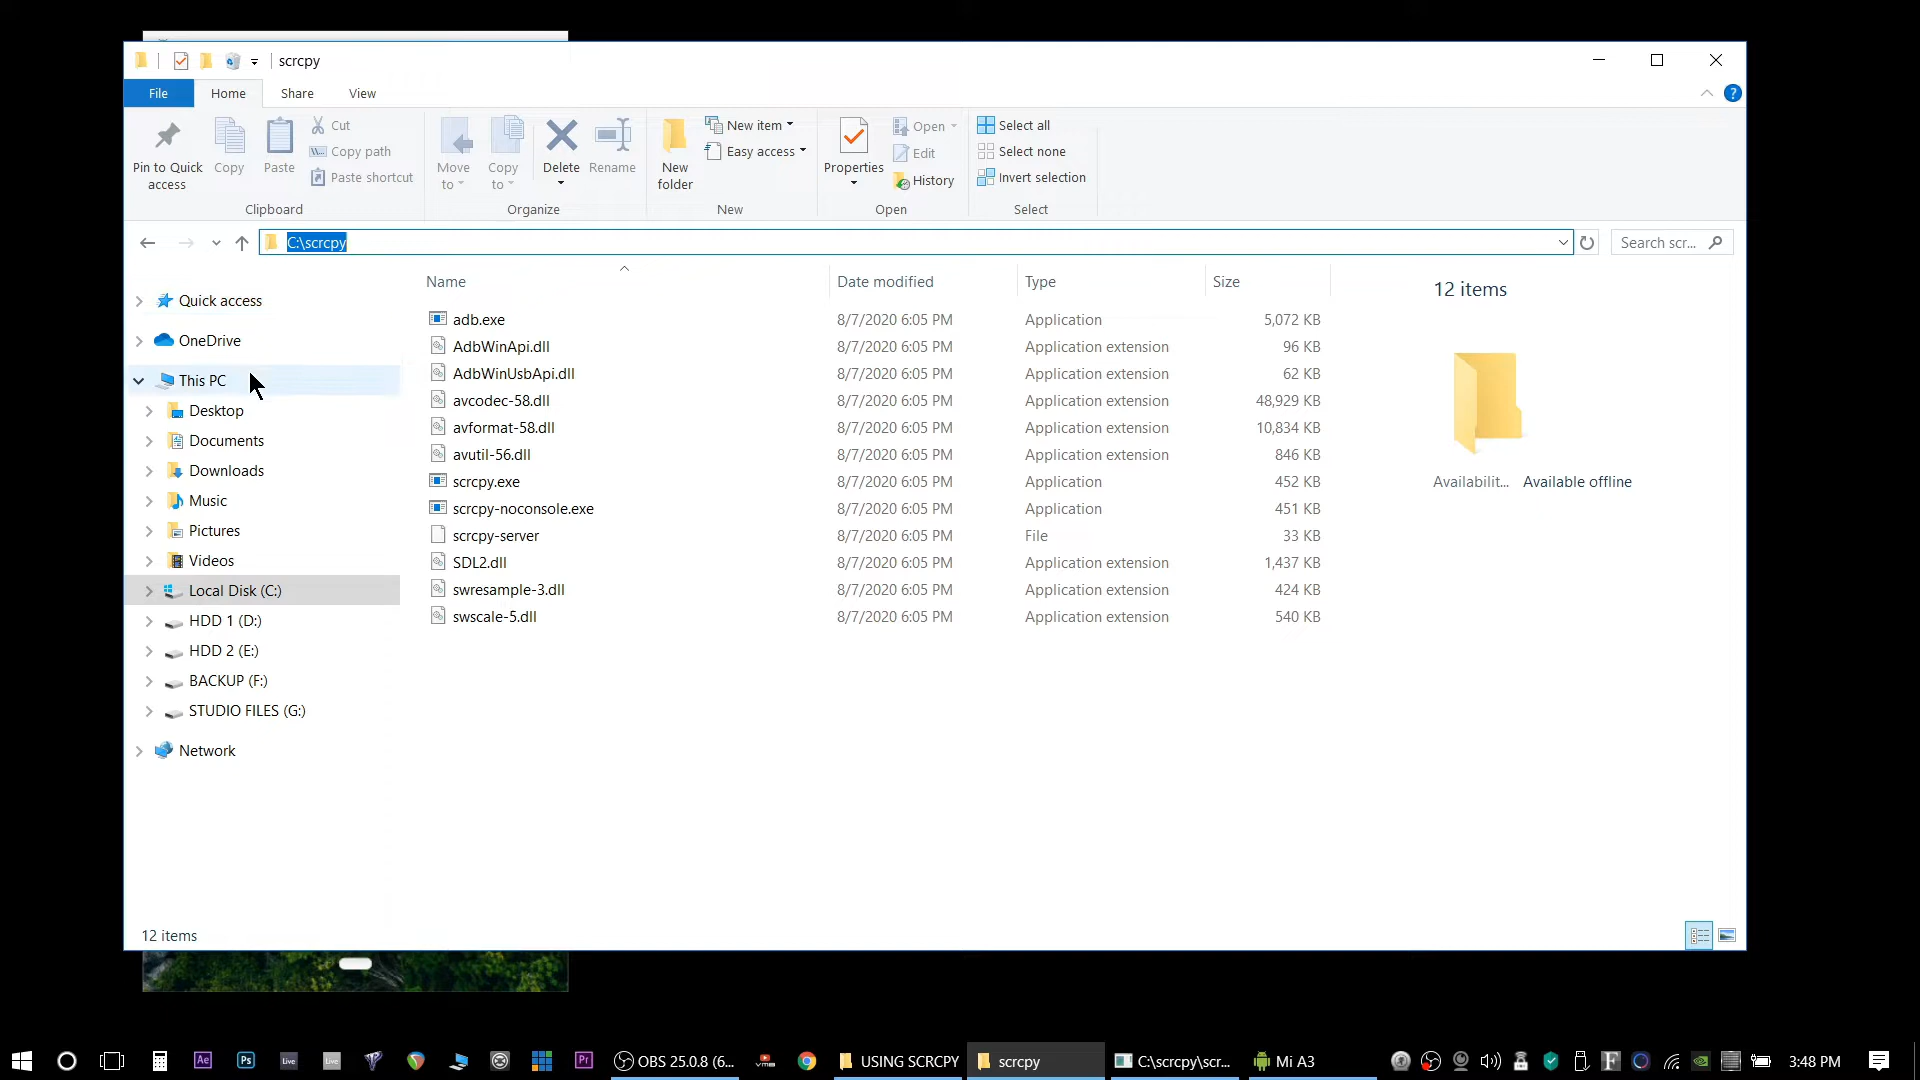 scrcpy
File
Home
Share
View
Pin to Quick access
Copy
Paste
Cut
Copy path
Paste shortcut
Clipboard
Move to
Copy to
Delete
Rename
Organize
New folder
New item
Easy access
New
Properties
Open
Edit
History
Open
Select all
Select none
Invert selection
Select
C:\scrcpy
Search scr...
Quick access
OneDrive
This PC
Desktop
Documents
Downloads
Music
Pictures
Videos
Local Disk (C:)
HDD 1 (D:)
HDD 2 (E:)
BACKUP (F:)
STUDIO FILES (G:)
Network
Name Date modified Type Size
adb.exe 8/7/2020 6:05 PM Application 5,072 KB
AdbWinApi.dll 8/7/2020 6:05 PM Application extension 96 KB
AdbWinUsbApi.dll 8/7/2020 6:05 PM Application extension 62 KB
avcodec-58.dll 8/7/2020 6:05 PM Application extension 48,929 KB
avformat-58.dll 8/7/2020 6:05 PM Application extension 10,834 KB
avutil-56.dll 8/7/2020 6:05 PM Application extension 846 KB
scrcpy.exe 8/7/2020 6:05 PM Application 452 KB
scrcpy-noconsole.exe 8/7/2020 6:05 PM Application 451 KB
scrcpy-server 8/7/2020 6:05 PM File 33 KB
SDL2.dll 8/7/2020 6:05 PM Application extension 1,437 KB
swresample-3.dll 8/7/2020 6:05 PM Application extension 424 KB
swscale-5.dll 8/7/2020 6:05 PM Application extension 540 KB
12 items
Availabilit... Available offline
12 items
Ae
Ps
Live
Live
Pr
OBS 25.0.8 (6...
USING SCRCPY
scrcpy
C:\scrcpy\scr...
Mi A3
3:48 PM